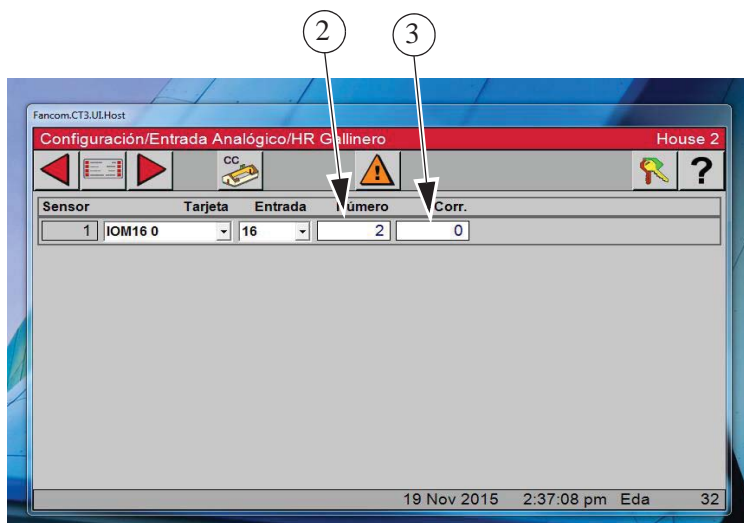 2 3
Fancom.CT3.UI.Host
Configuración/Entrada Analógico/HR Gallinero House 2
CC
?
Sensor Tarjeta Entrada Número Corr.
1 IOM16 0 16 2 0
19 Nov 2015 2:37:08 pm Eda 32